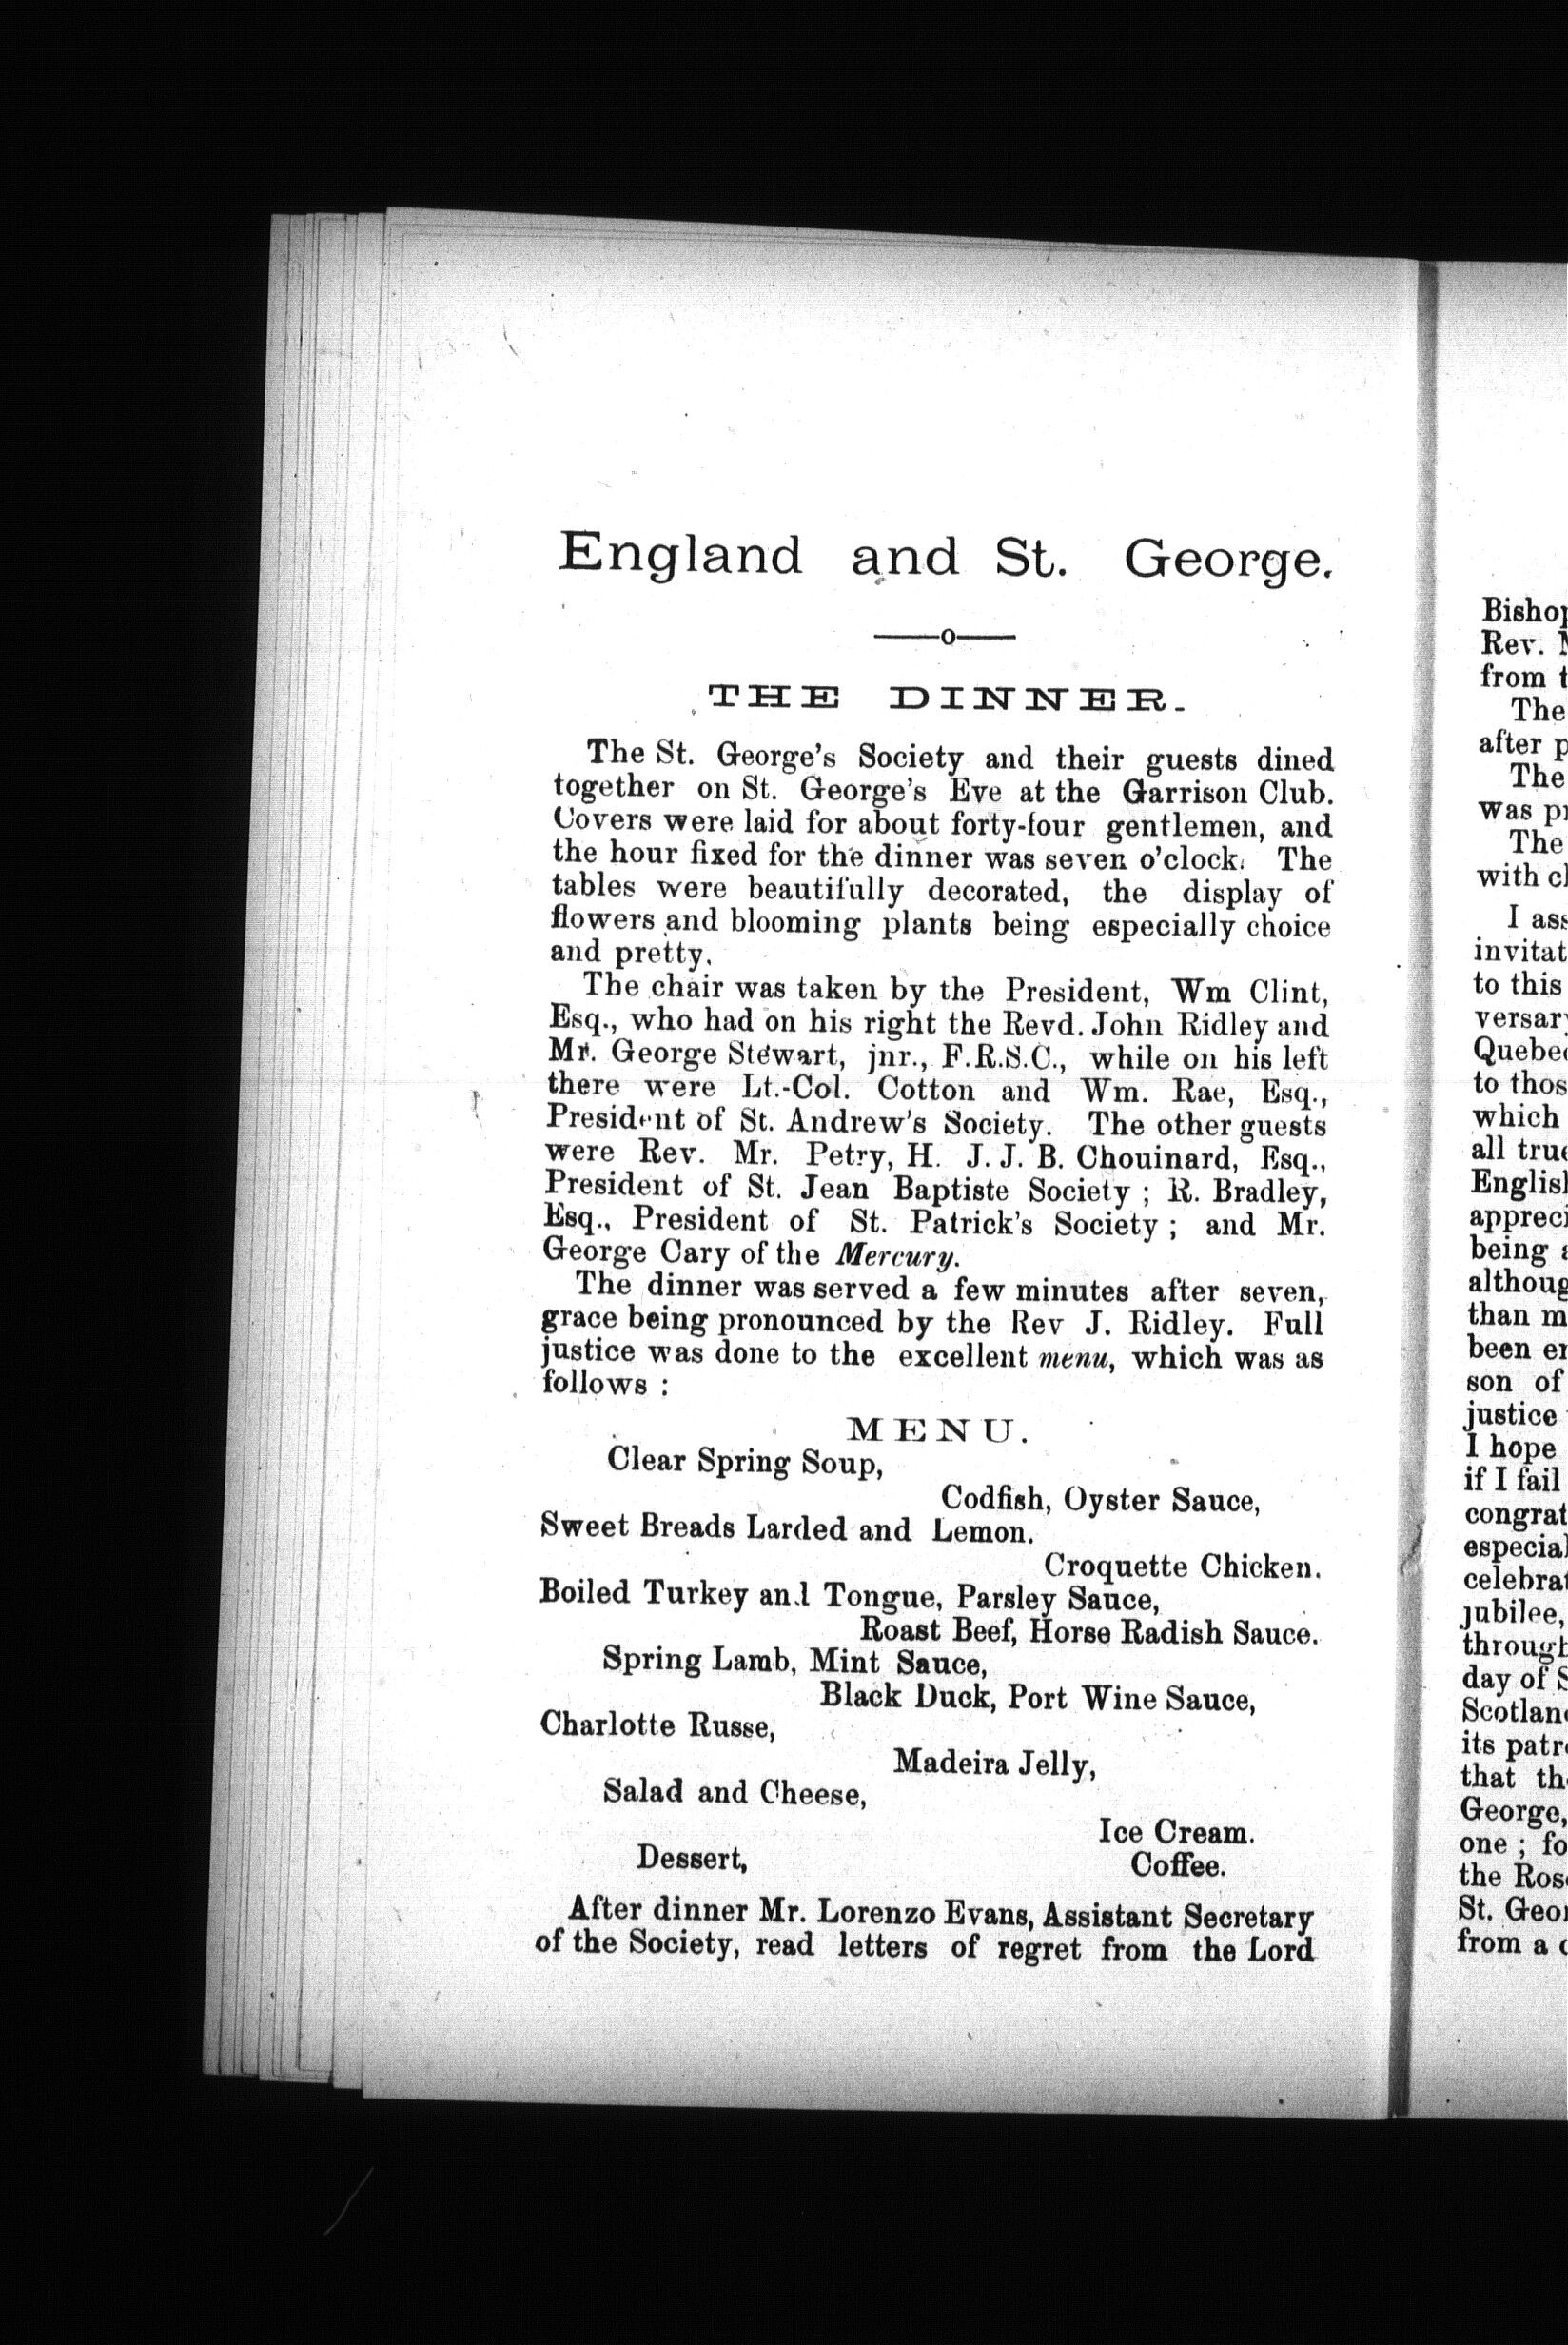 England and St. George.
——o——
THE DINNER.
The St. George's Society and their guests dined
together on St. George's Eve at the Garrison Club.
Covers were laid for about forty-four gentlemen, and
the hour fixed for the dinner was seven o'clock. The
tables were beautifully decorated, the display of
flowers and blooming plants being especially choice
and pretty.
The chair was taken by the President, Wm Clint,
Esq., who had on his right the Revd. John Ridley and
Mr. George Stewart, jnr., F.R.S.C., while on his left
there were Lt.-Col. Cotton and Wm. Rae, Esq.,
President of St. Andrew's Society. The other guests
were Rev. Mr. Petry, H. J. J. B. Chouinard, Esq.,
President of St. Jean Baptiste Society ; R. Bradley,
Esq., President of St. Patrick's Society ; and Mr.
George Cary of the Mercury.
The dinner was served a few minutes after seven,
grace being pronounced by the Rev J. Ridley. Full
justice was done to the excellent menu, which was as
follows :
MENU.
Clear Spring Soup,
Codfish, Oyster Sauce,
Sweet Breads Larded and Lemon.
Croquette Chicken.
Boiled Turkey and Tongue, Parsley Sauce,
Roast Beef, Horse Radish Sauce.
Spring Lamb, Mint Sauce,
Black Duck, Port Wine Sauce,
Charlotte Russe,
Madeira Jelly,
Salad and Cheese,
Ice Cream.
Dessert,
Coffee.
After dinner Mr. Lorenzo Evans, Assistant Secretary
of the Society, read letters of regret from the Lord
Rev.
from
The
after
The
was
The
with
I
to this
to
which
all
being
than
been
son of
justice
I hope
if I fail
jubilee,
day of
its
that
George,
one ;
the
St.
from a